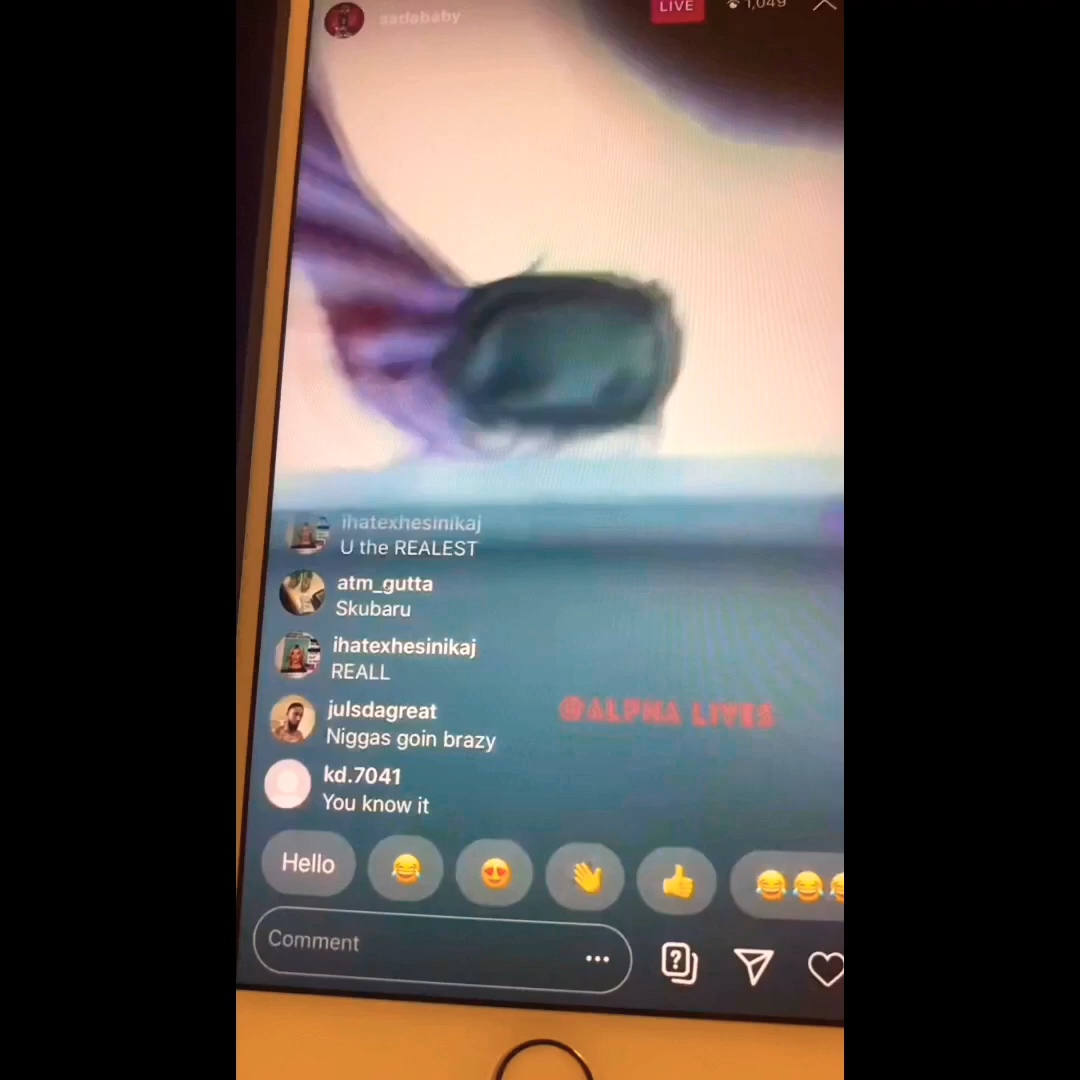 sadababy
LIVE
1,049
ihatexhesinikaj
U the REALEST
atm_gutta
Skubaru
ihatexhesinikaj
REALL
julsdagreat
Niggas goin brazy
@ALPHA LIVES
kd.7041
You know it
Hello
Comment